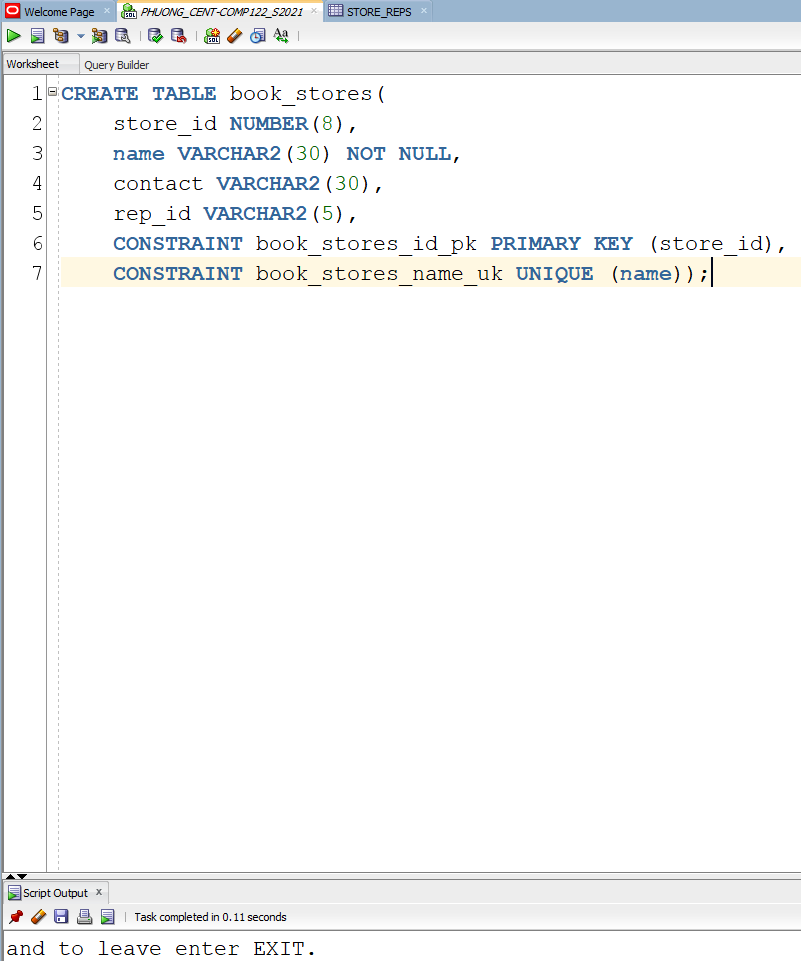 Welcome Page
PHUONG_CENT-COMP122_S2021
STORE_REPS
Worksheet
Query Builder
1 CREATE TABLE book_stores(
2 store_id NUMBER(8),
3 name VARCHAR2(30) NOT NULL,
4 contact VARCHAR2(30),
5 rep_id VARCHAR2(5),
6 CONSTRAINT book_stores_id_pk PRIMARY KEY (store_id),
7 CONSTRAINT book_stores_name_uk UNIQUE (name));
Script Output x
Task completed in 0.11 seconds
and to leave enter EXIT.